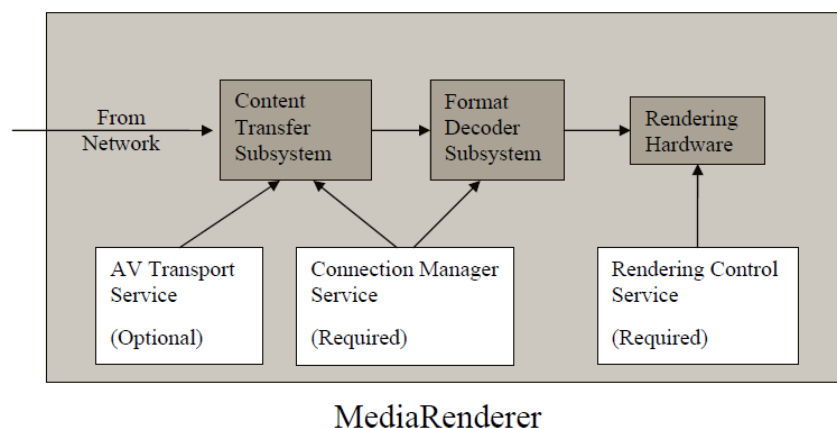 From
Network
Content
Transfer
Subsystem
Format
Decoder
Subsystem
Rendering
Hardware
AV Transport
Service
(Optional)
Connection Manager
Service
(Required)
Rendering Control
Service
(Required)
MediaRenderer